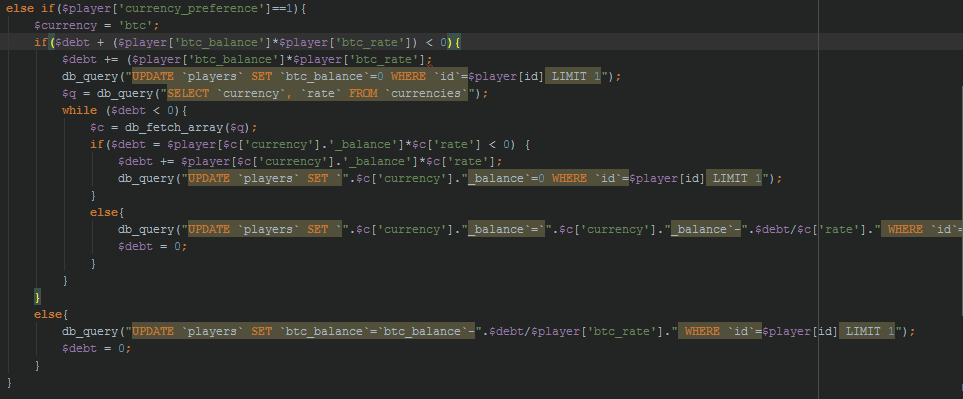 else if($player['currency_preference']==1){
$currency = 'btc';
if($debt + ($player['btc_balance']*$player['btc_rate']) < 0){
$debt += ($player['btc_balance']*$player['btc_rate'];
db_query("UPDATE `players` SET `btc_balance`=0 WHERE `id`=$player[id] LIMIT 1");
$q = db_query("SELECT `currency`, `rate` FROM `currencies`");
while ($debt < 0){
$c = db_fetch_array($q);
if($debt = $player[$c['currency'].'_balance']*$c['rate'] < 0) {
$debt += $player[$c['currency'].'_balance']*$c['rate'];
db_query("UPDATE `players` SET `".$c['currency']."_balance`=0 WHERE `id`=$player[id] LIMIT 1");
}
else{
db_query("UPDATE `players` SET `".$c['currency']."_balance`=`".$c['currency']."_balance`-".$debt/$c['rate']." WHERE `id`=
$debt = 0;
}
}
}
else{
db_query("UPDATE `players` SET `btc_balance`=`btc_balance`-".$debt/$player['btc_rate']." WHERE `id`=$player[id] LIMIT 1");
$debt = 0;
}
}